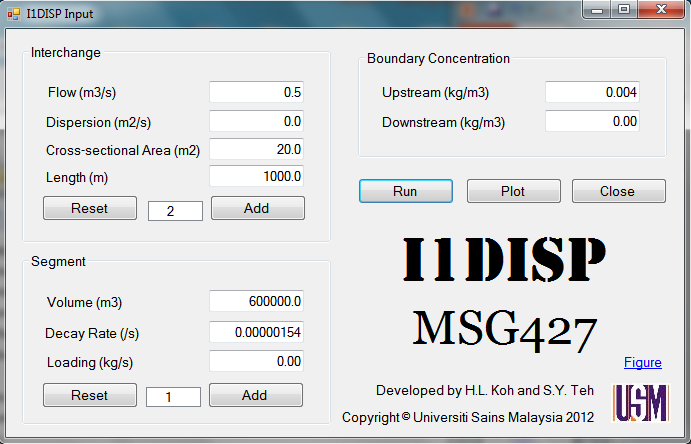 I1DISP Input
Interchange
Flow (m3/s) 0.5
Dispersion (m2/s) 0.0
Cross-sectional Area (m2) 20.0
Length (m) 1000.0
Reset 2 Add
Segment
Volume (m3) 600000.0
Decay Rate (/s) 0.00000154
Loading (kg/s) 0.00
Reset 1 Add
Boundary Concentration
Upstream (kg/m3) 0.004
Downstream (kg/m3) 0.00
Run Plot Close
I1DISP
MSG427
Figure
Developed by H.L. Koh and S.Y. Teh
Copyright © Universiti Sains Malaysia 2012
USM